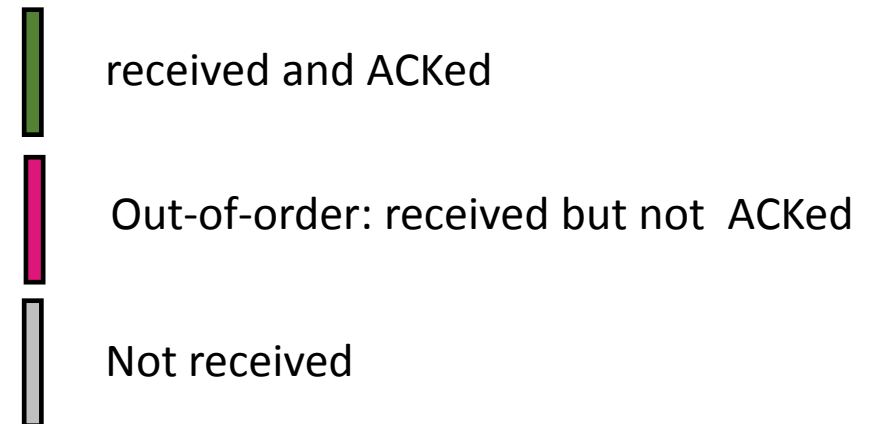 received and ACKed
Out-of-order: received but not ACKed
Not received